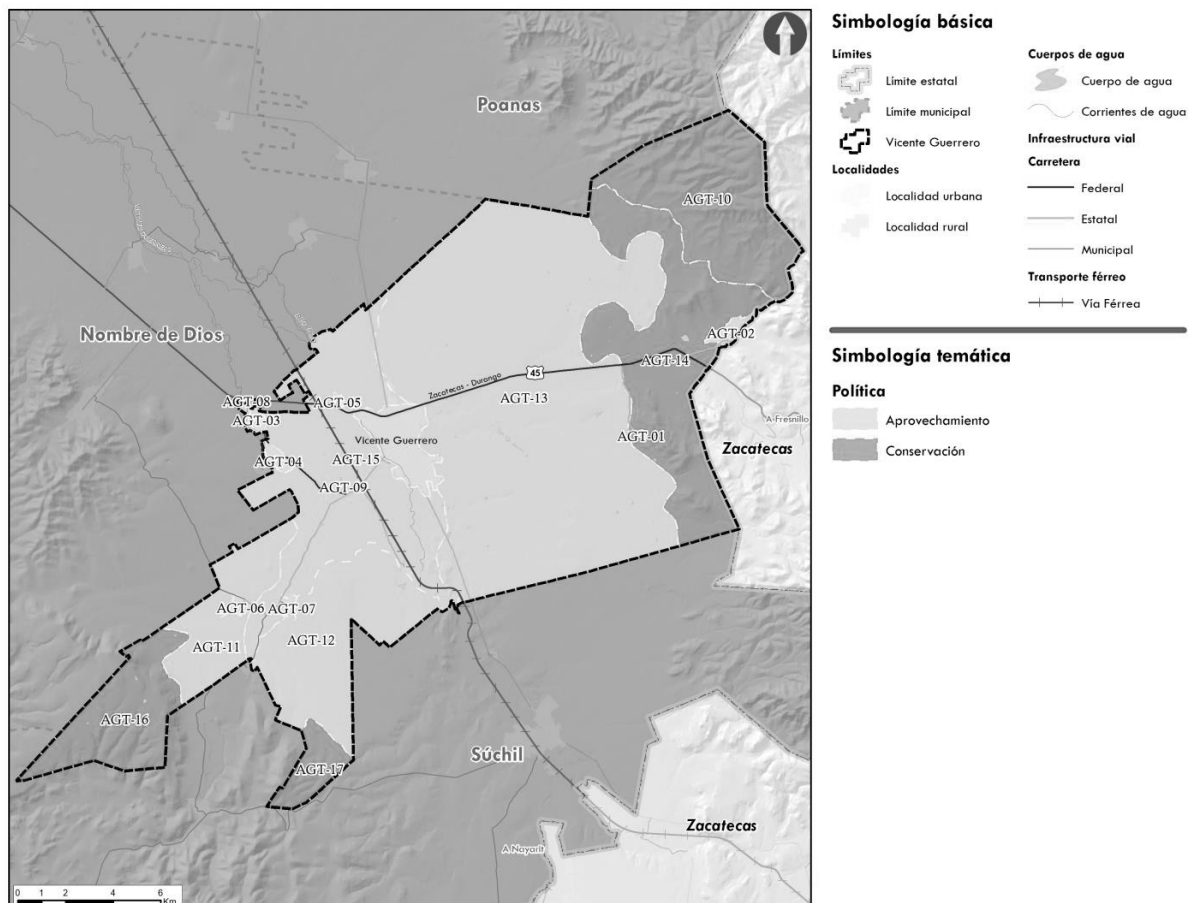 Poanas
AGT-10
Nombre de Dios
AGT-02
AGT-14
45
Zacatecas - Durango
AGT-13
AGT-08
AGT-05
AGT-03
A Fresnillo
Vicente Guerrero
AGT-01
Zacatecas
AGT-04
AGT-15
AGT-09
AGT-06
AGT-07
AGT-11
AGT-12
AGT-16
Súchil
AGT-17
Zacatecas
A Nayarit
0 1 2 4 6
Km
Simbología básica
Límites
Límite estatal
Límite municipal
Vicente Guerrero
Localidades
Localidad urbana
Localidad rural
Cuerpos de agua
Cuerpo de agua
Corrientes de agua
Infraestructura vial
Carretera
Federal
Estatal
Municipal
Transporte férreo
Vía Férrea
Simbología temática
Política
Aprovechamiento
Conservación